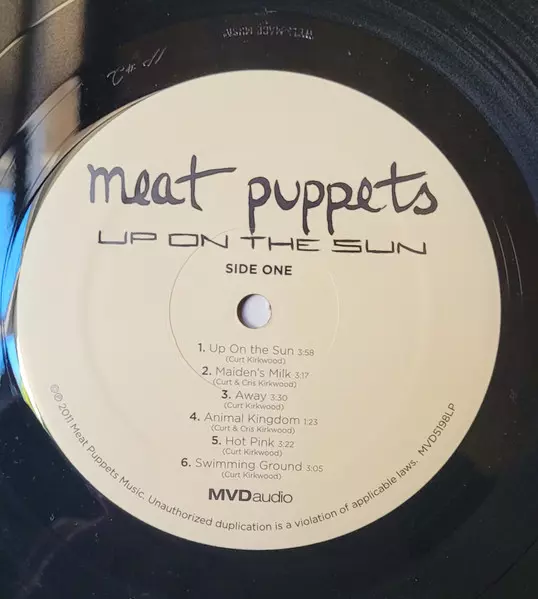 meat puppets
UP ON THE SUN
SIDE ONE
1. Up On the Sun 3:58
(Curt Kirkwood)
2. Maiden's Milk 3:17
(Curt & Cris Kirkwood)
3. Away 3:30
(Curt Kirkwood)
4. Animal Kingdom 1:23
(Curt & Cris Kirkwood)
5. Hot Pink 3:22
(Curt Kirkwood)
6. Swimming Ground 3:05
(Curt Kirkwood)
MVDaudio
©℗ 2011 Meat Puppets Music. Unauthorized duplication is a violation of applicable laws. MVD5198LP